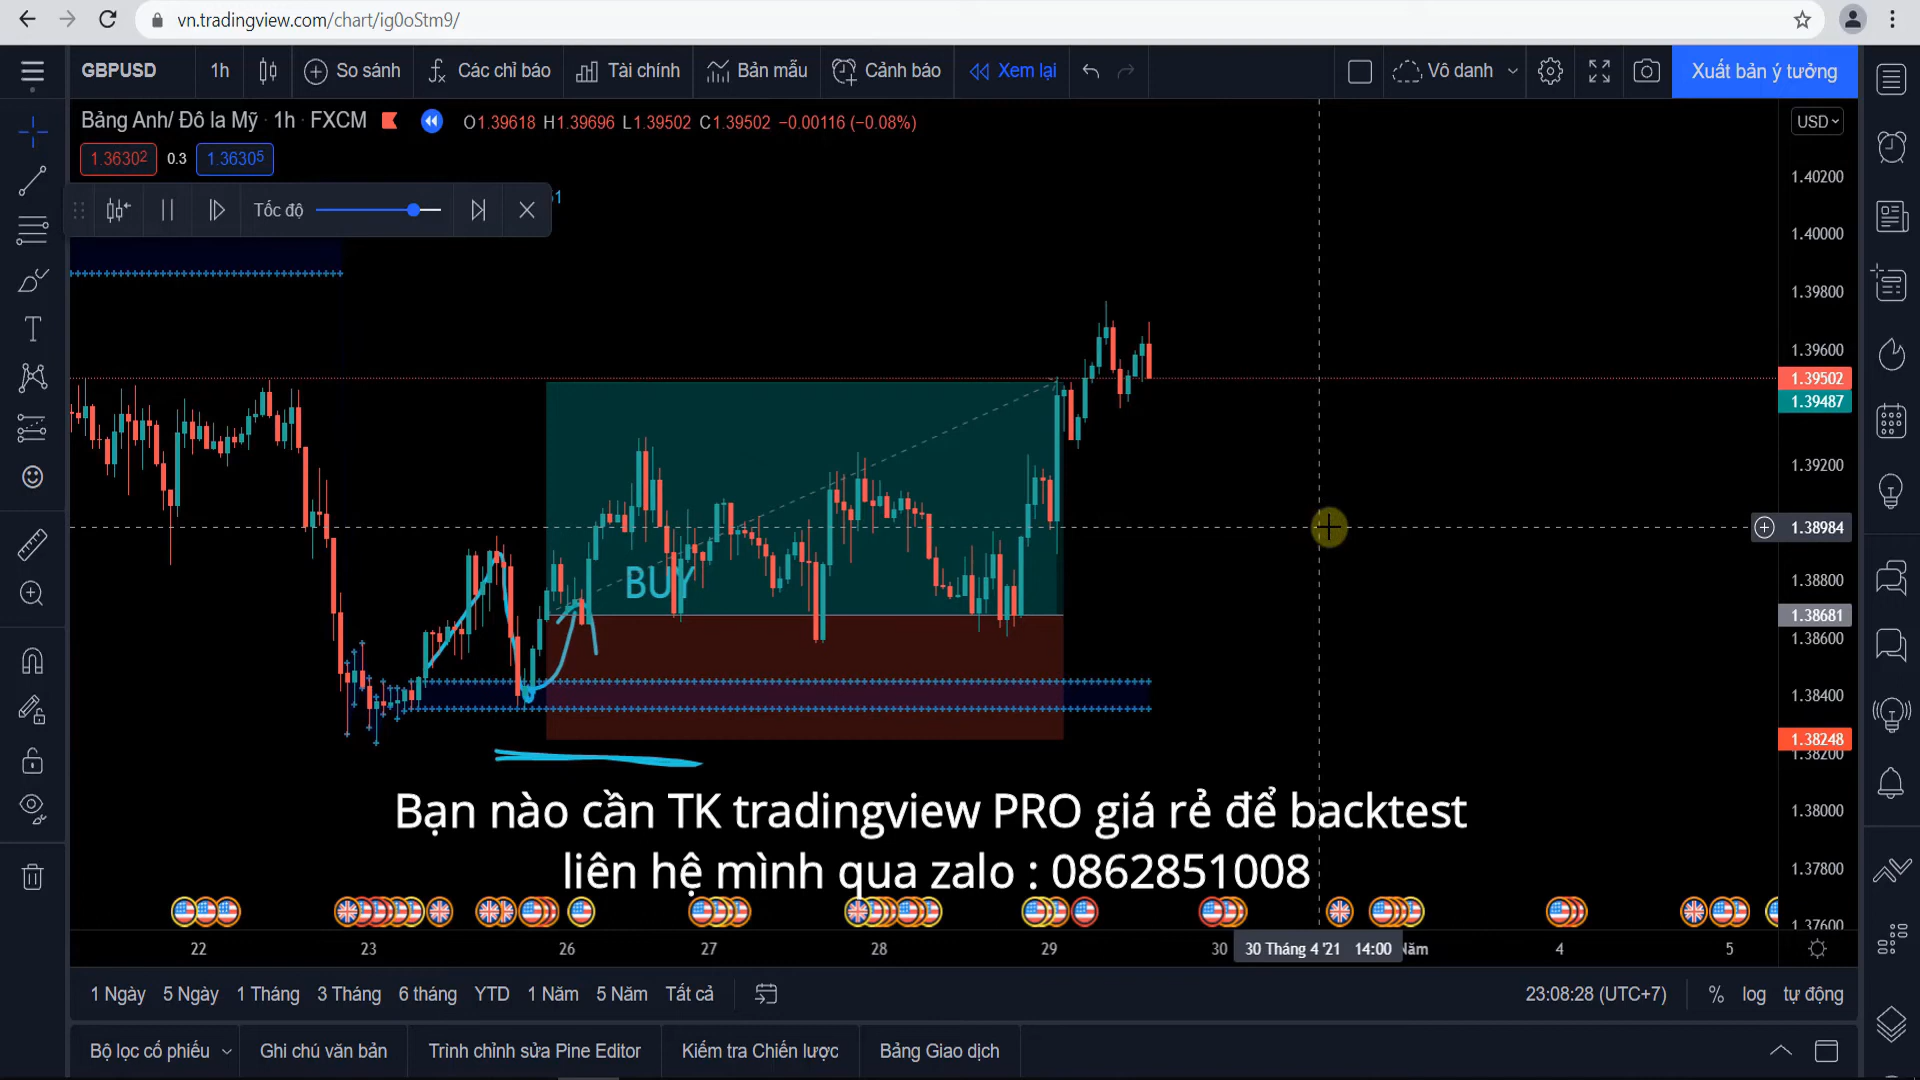 vn.tradingview.com/chart/ig0oStm9/
GBPUSD 1h So sánh Các chỉ báo Tài chính Bản mẫu Cảnh báo Xem lại Vô danh Xuất bản ý tưởng
Bảng Anh/ Đô la Mỹ · 1h · FXCM O1.39618 H1.39696 L1.39502 C1.39502 −0.00116 (−0.08%) USD
1.36302 0.3 1.36305
1.40200
Tốc độ
1.40000
1.39800
1.39600
1.39502
1.39487
1.39200
1.38984
BUY
1.38800
1.38681
1.38600
1.38400
1.38248
1.38200
Bạn nào cần TK tradingview PRO giá rẻ để backtest
1.38000
liên hệ mình qua zalo : 0862851008
1.37800
1.37600
22 23 26 27 28 29 30 30 Tháng 4 '21 14:00 Năm 4 5
1 Ngày 5 Ngày 1 Tháng 3 Tháng 6 tháng YTD 1 Năm 5 Năm Tất cả 23:08:28 (UTC+7) % log tự động
Bộ lọc cổ phiếu Ghi chú văn bản Trình chỉnh sửa Pine Editor Kiểm tra Chiến lược Bảng Giao dịch